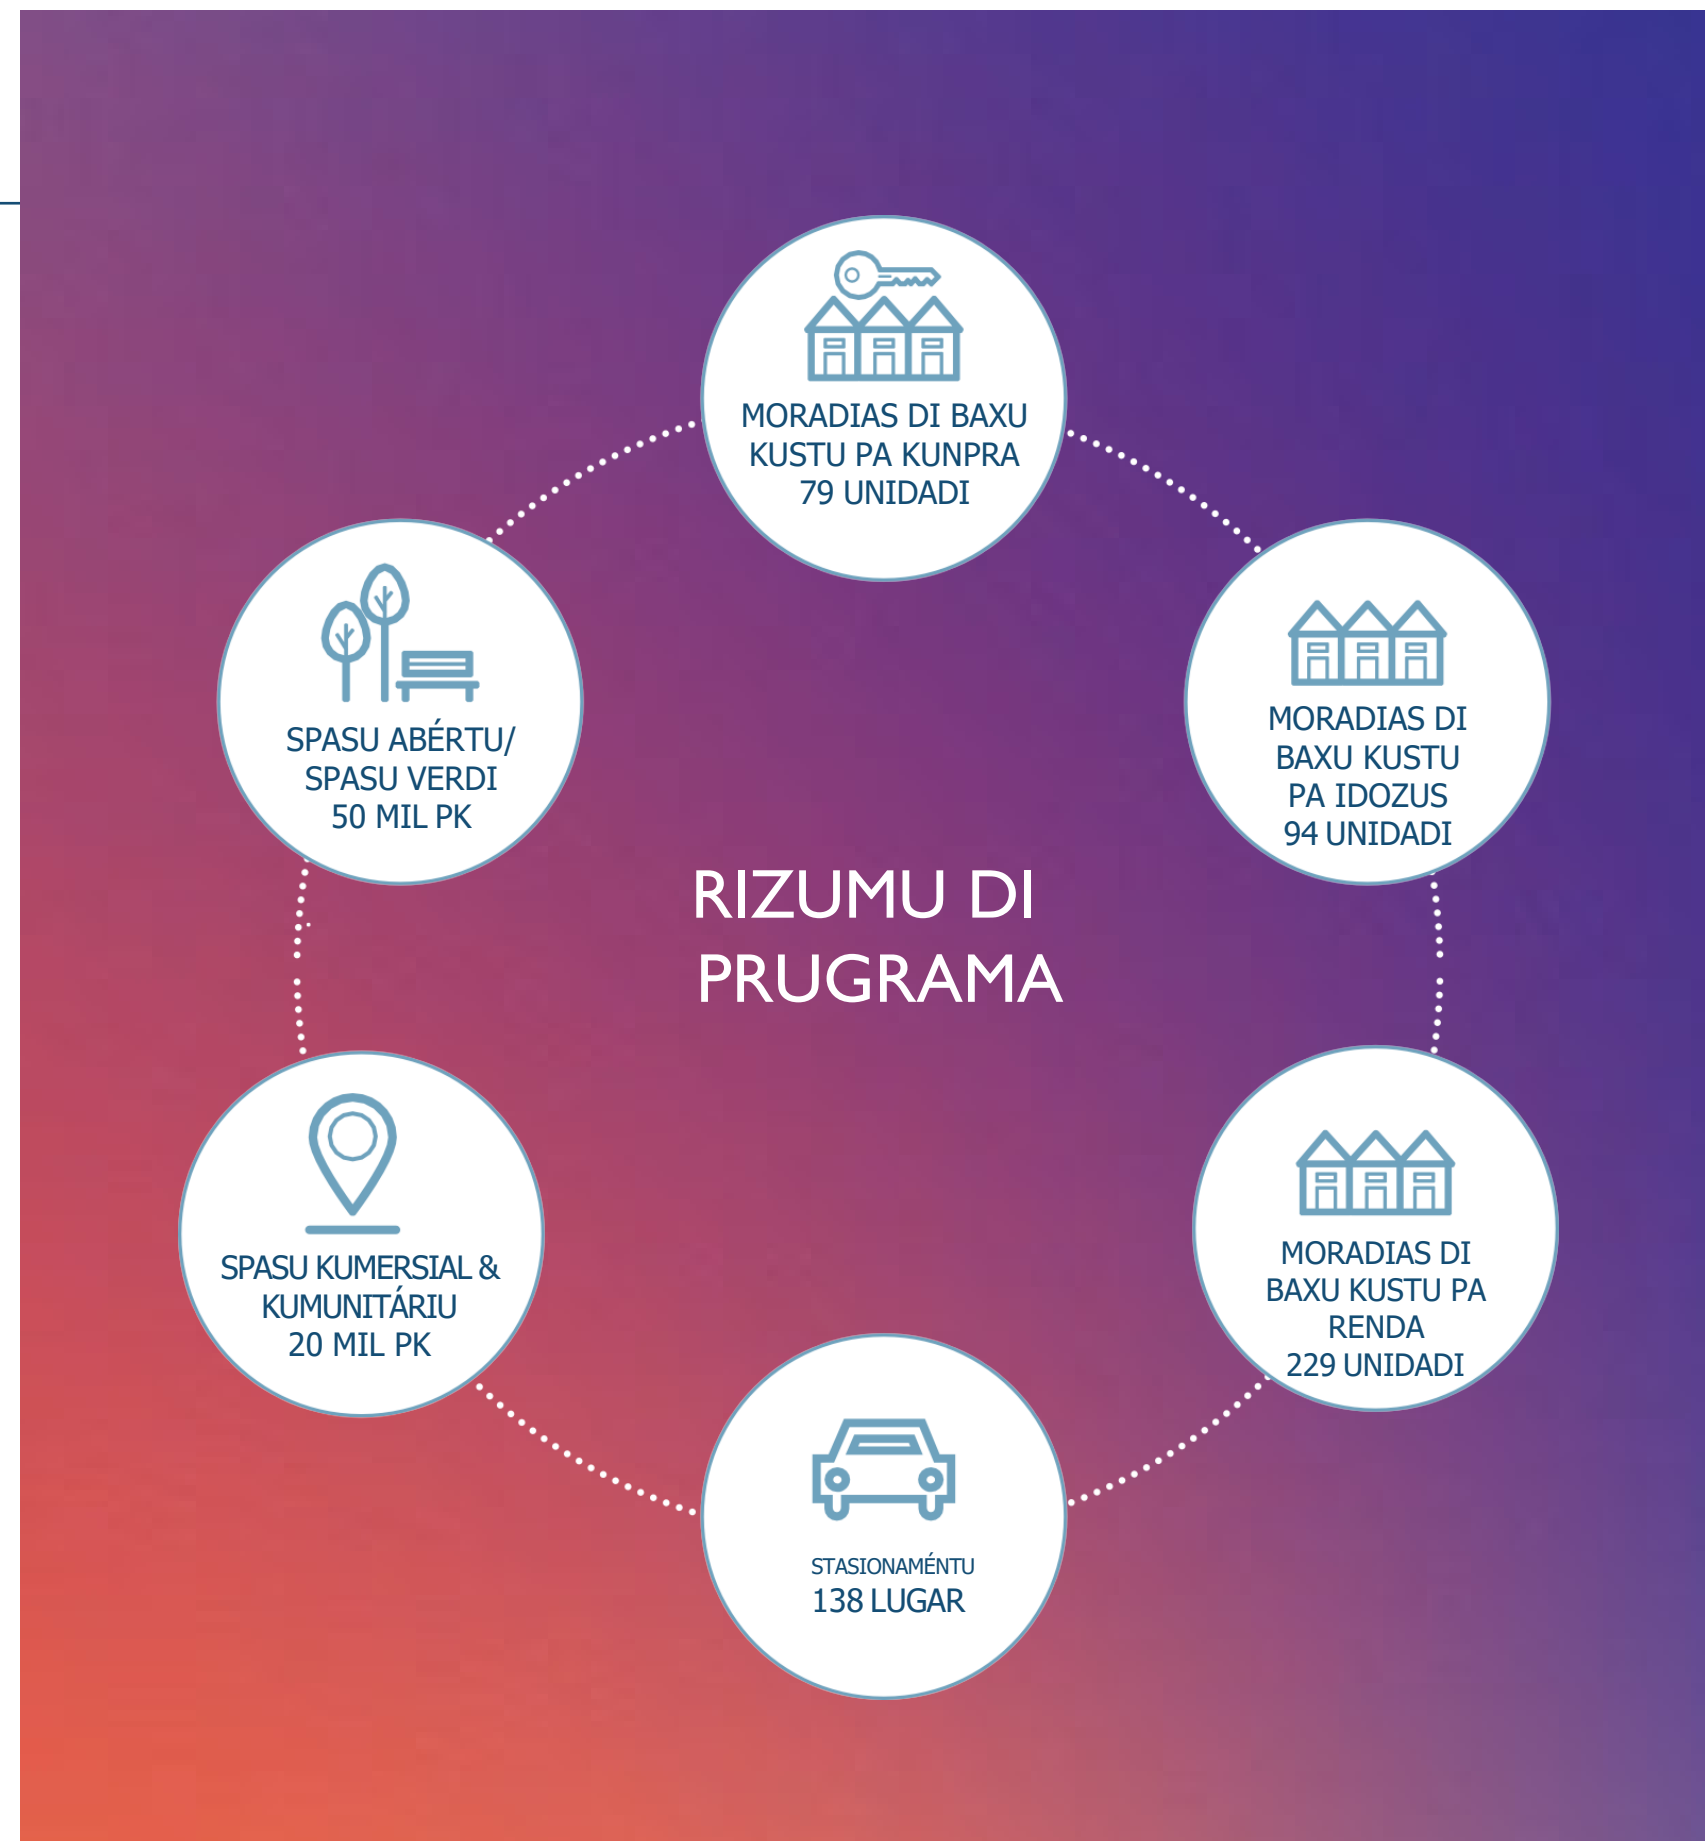 MORADIAS DI BAXU
KUSTU PA KUNPRA
79 UNIDADI
MORADIAS DI
BAXU KUSTU
PA IDOZUS
94 UNIDADI
MORADIAS DI
BAXU KUSTU PA
RENDA
229 UNIDADI
STASIONAMÉNTU
138 LUGAR
SPASU KUMERSIAL &
KUMUNITÁRIU
20 MIL PK
SPASU ABÉRTU/
SPASU VERDI
50 MIL PK
RIZUMU DI
PRUGRAMA